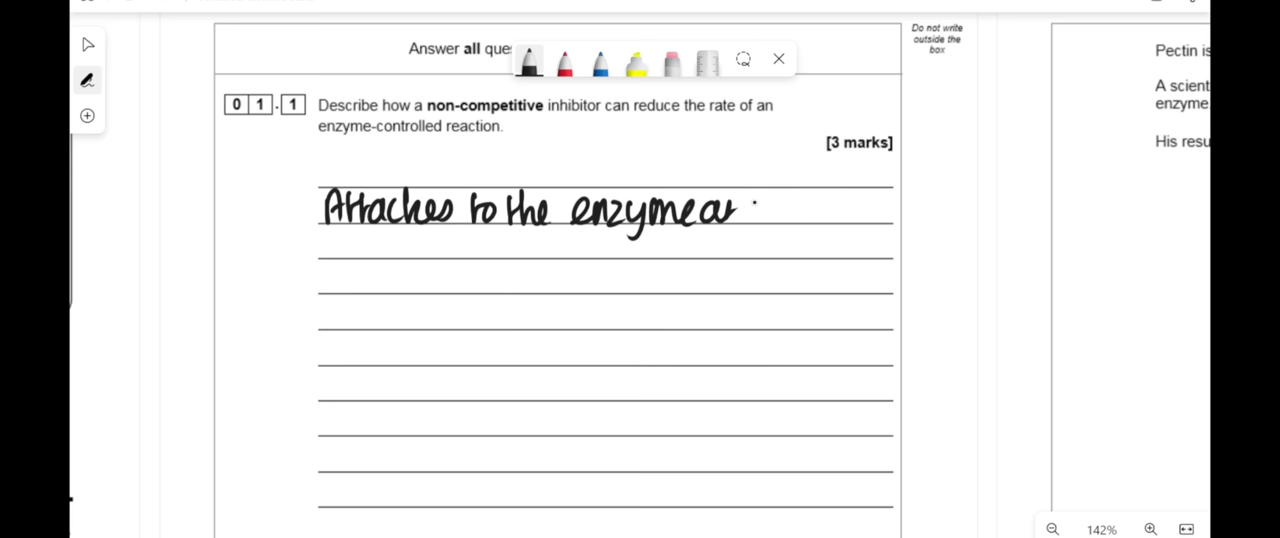 Answer all que
Do not write
outside the
box
0 1 . 1 Describe how a non-competitive inhibitor can reduce the rate of an
enzyme-controlled reaction.
[3 marks]
Attaches to the enzyme at
Pectin is
A scient
enzyme
His resu
142%